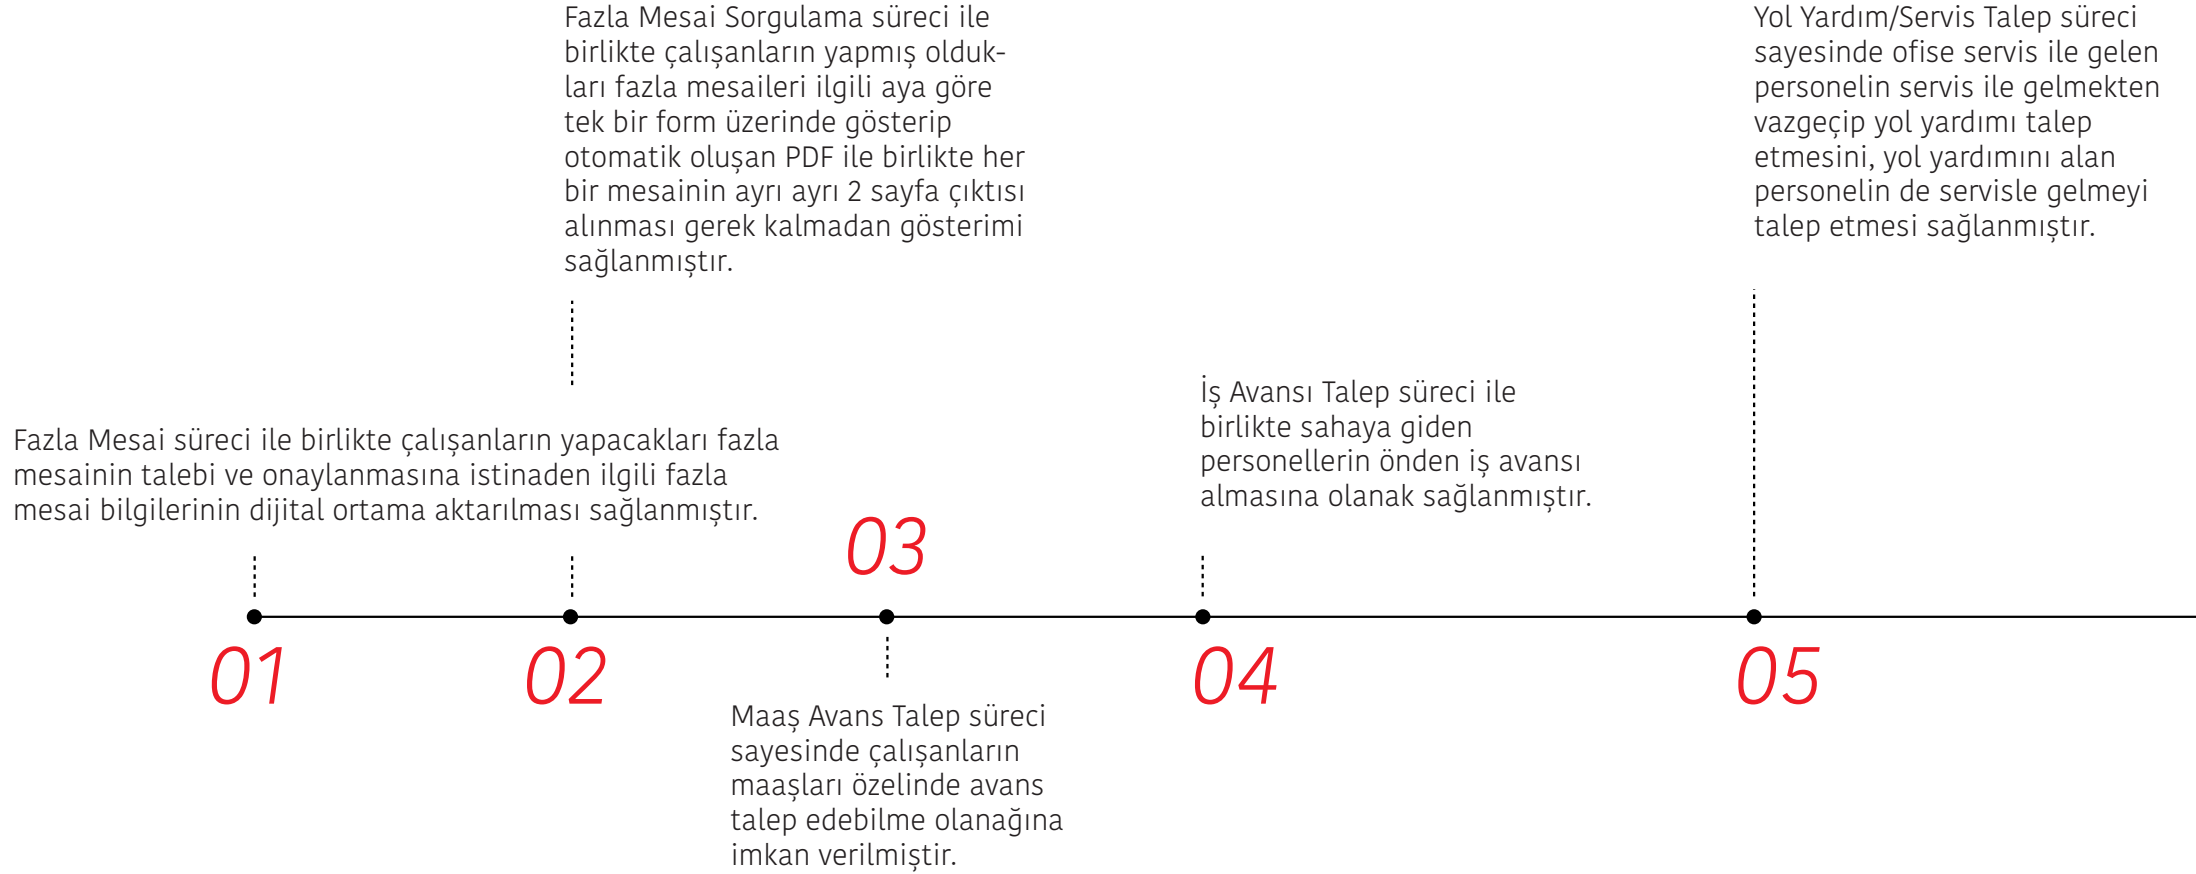 Fazla Mesai süreci ile birlikte çalışanların yapacakları fazla
mesainin talebi ve onaylanmasına istinaden ilgili fazla
mesai bilgilerinin dijital ortama aktarılması sağlanmıştır.
01
Fazla Mesai Sorgulama süreci ile
birlikte çalışanların yapmış olduk-
ları fazla mesaileri ilgili aya göre
tek bir form üzerinde gösterip
otomatik oluşan PDF ile birlikte her
bir mesainin ayrı ayrı 2 sayfa çıktısı
alınması gerek kalmadan gösterimi
sağlanmıştır.
02
03
Maaş Avans Talep süreci
sayesinde çalışanların
maaşları özelinde avans
talep edebilme olanağına
imkan verilmiştir.
İş Avansı Talep süreci ile
birlikte sahaya giden
personellerin önden iş avansı
almasına olanak sağlanmıştır.
04
Yol Yardım/Servis Talep süreci
sayesinde ofise servis ile gelen
personelin servis ile gelmekten
vazgeçip yol yardımı talep
etmesini, yol yardımını alan
personelin de servisle gelmeyi
talep etmesi sağlanmıştır.
05